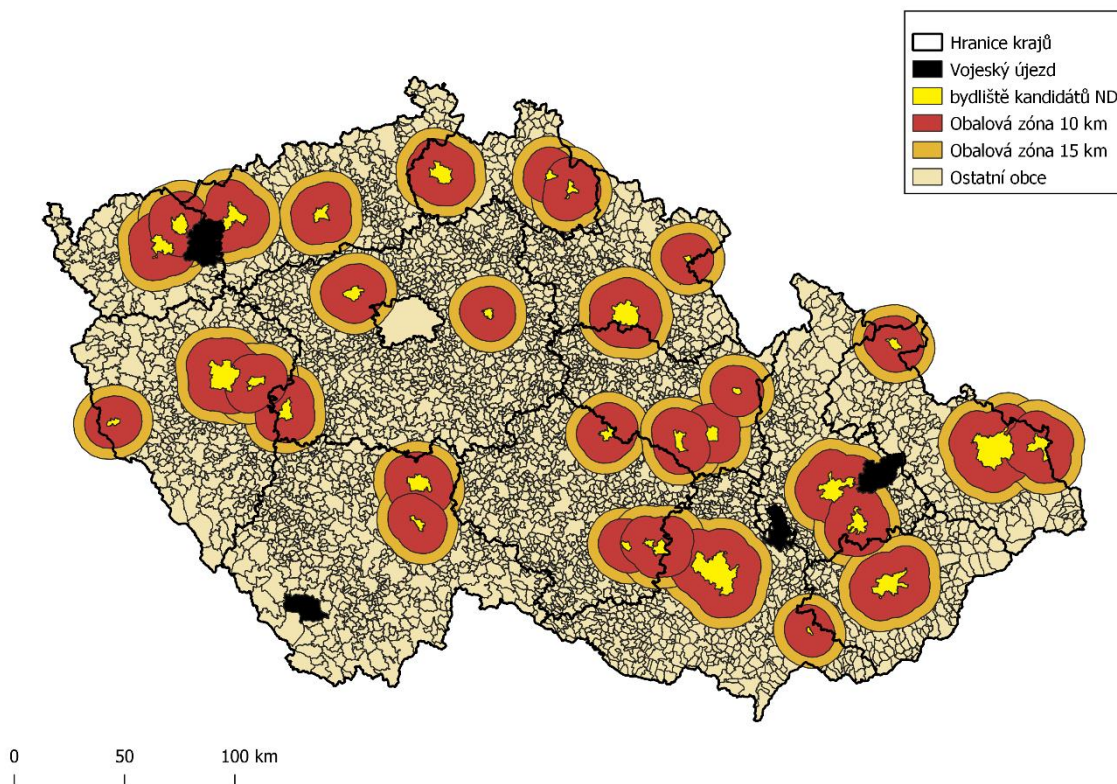 Hranice krajů
Vojeský újezd
bydliště kandidátů ND
Obalová zóna 10 km
Obalová zóna 15 km
Ostatní obce
0 50 100 km